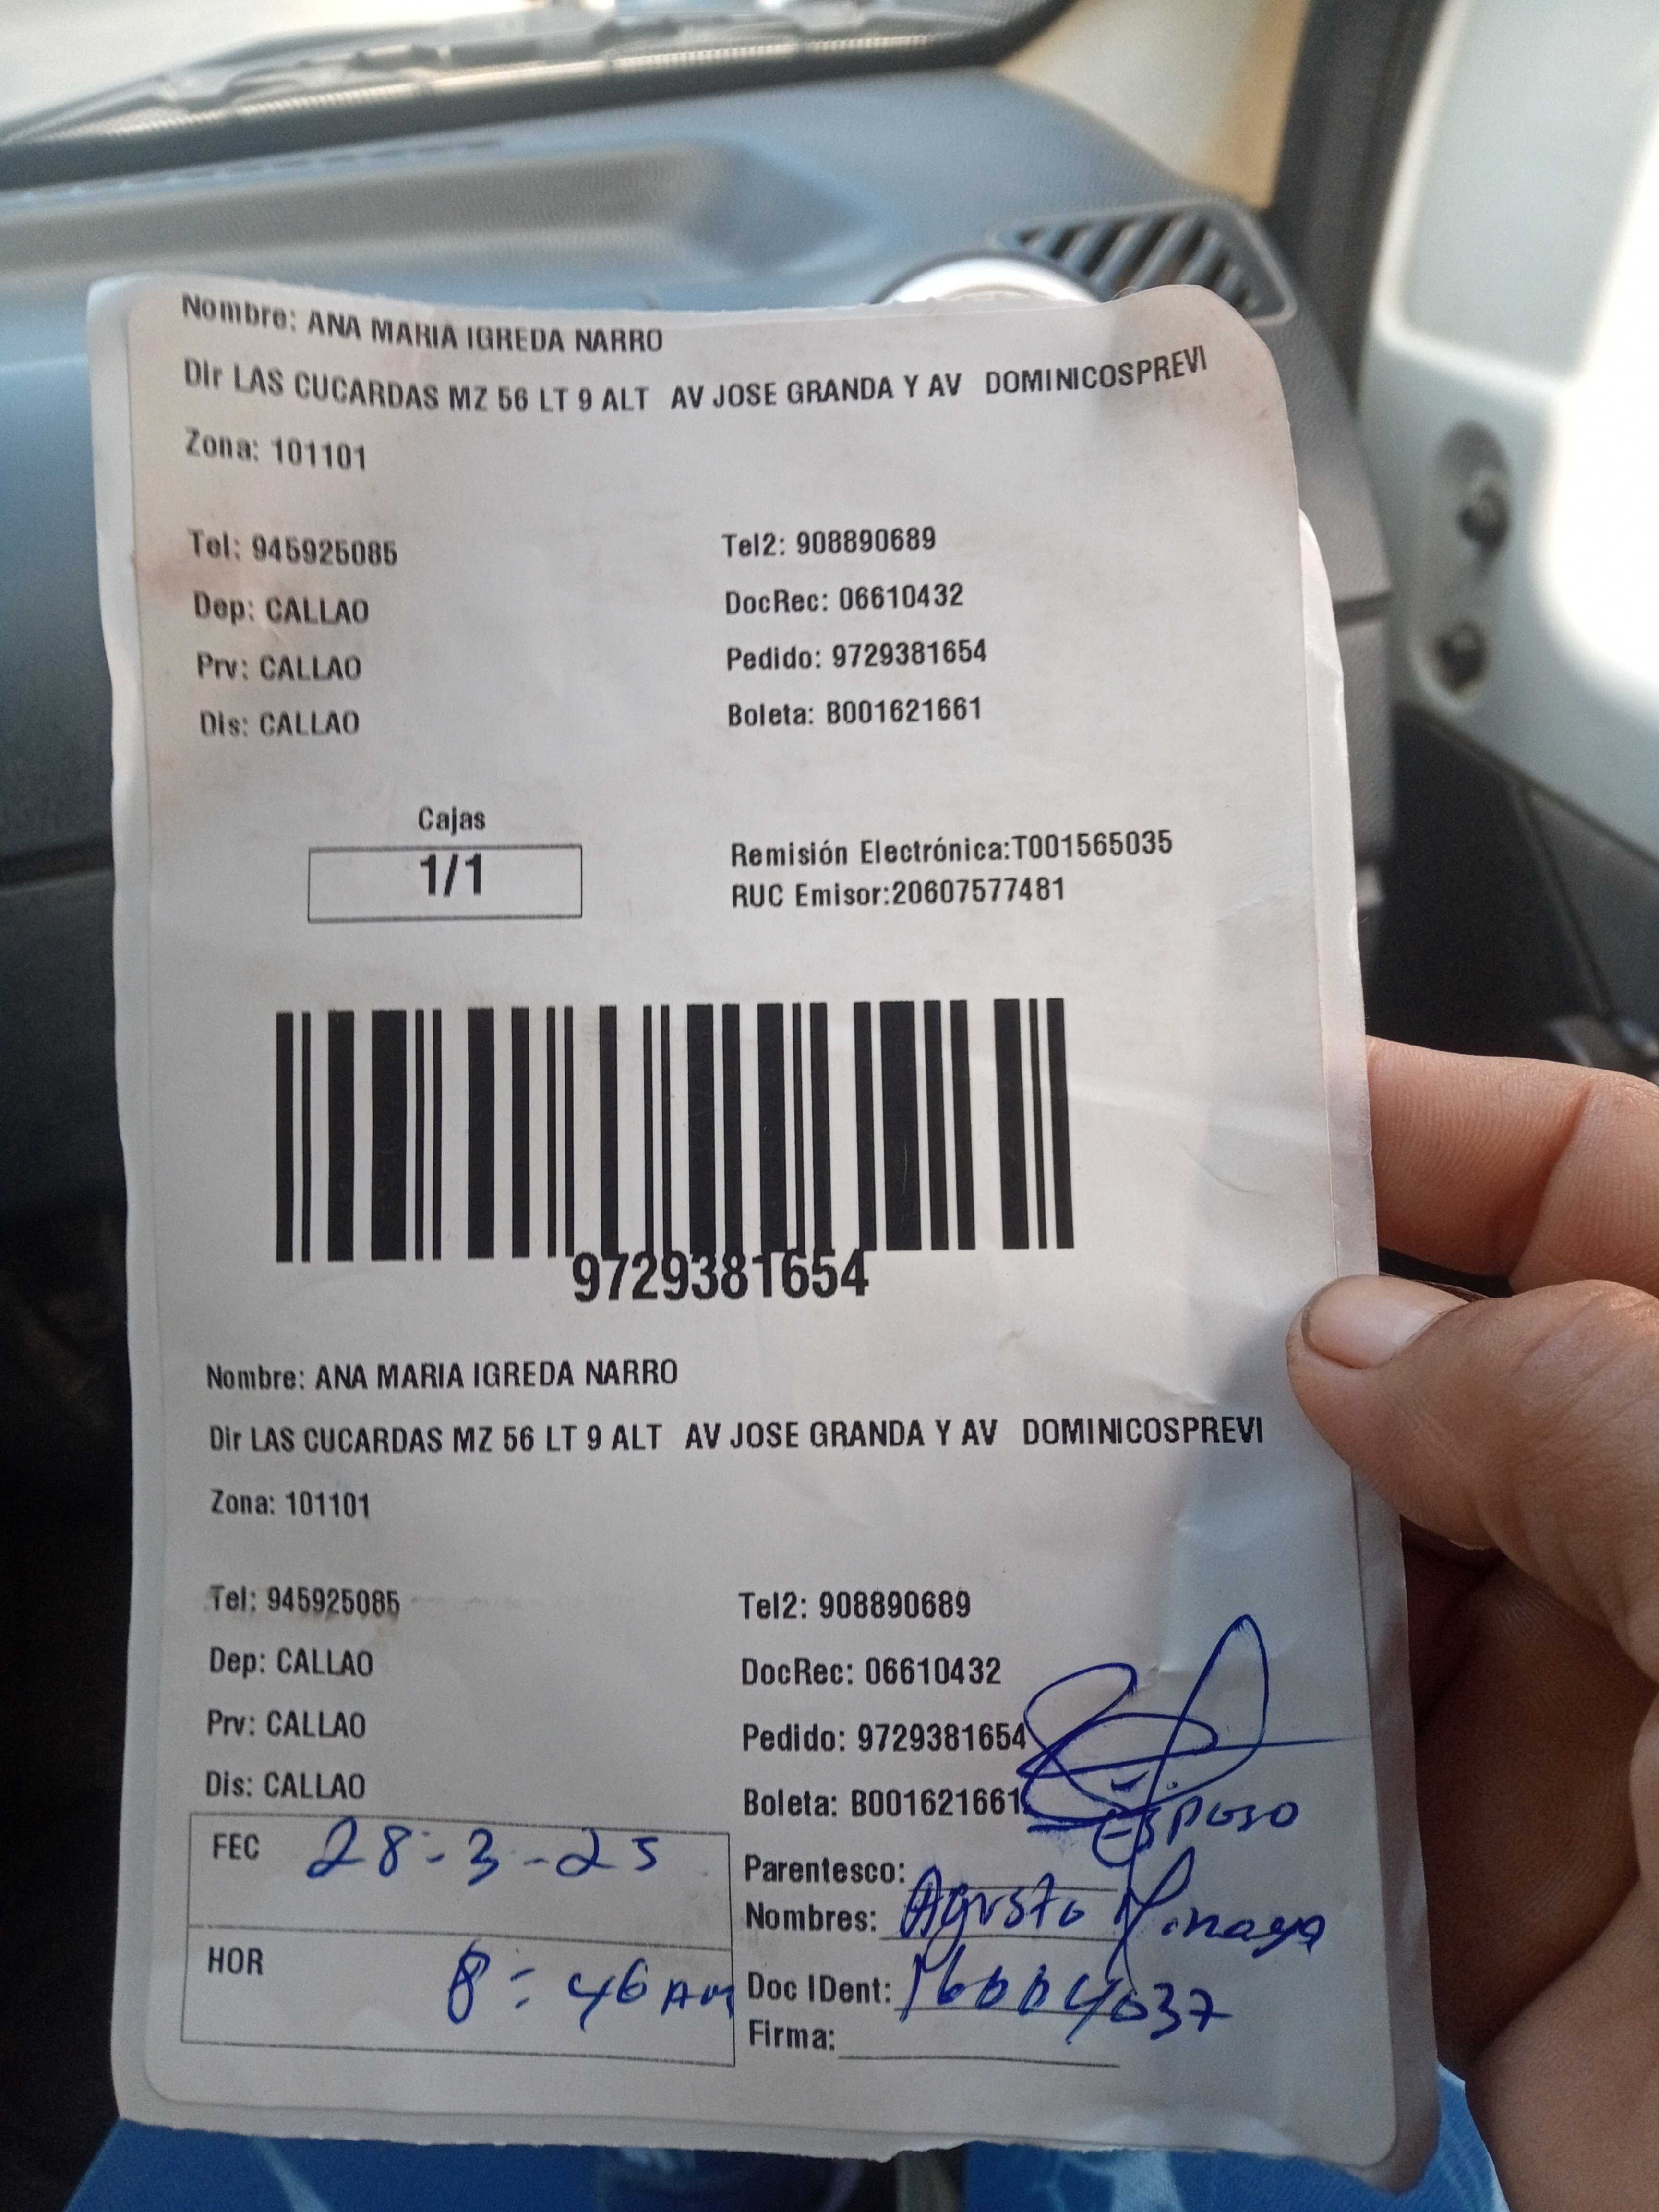 Nombre: ANA MARIA IGREDA NARRO
Dir LAS CUCARDAS MZ 56 LT 9 ALT AV JOSE GRANDA Y AV DOMINICOSPREVI
Zona: 101101
Tel: 945925085 Tel2: 908890689
Dep: CALLAO DocRec: 06610432
Prv: CALLAO Pedido: 9729381654
Dis: CALLAO Boleta: B001621661
Cajas
1/1
Remisión Electrónica:T001565035
RUC Emisor:20607577481
9729381654
Nombre: ANA MARIA IGREDA NARRO
Dir LAS CUCARDAS MZ 56 LT 9 ALT AV JOSE GRANDA Y AV DOMINICOSPREVI
Zona: 101101
Tel: 945925085 Tel2: 908890689
Dep: CALLAO DocRec: 06610432
Prv: CALLAO Pedido: 9729381654
Dis: CALLAO Boleta: B001621661
Esposo
FEC 28-3-25
Parentesco:
Nombres: Agusto Minaya
HOR 8:46 AM
Doc IDent:
Firma: